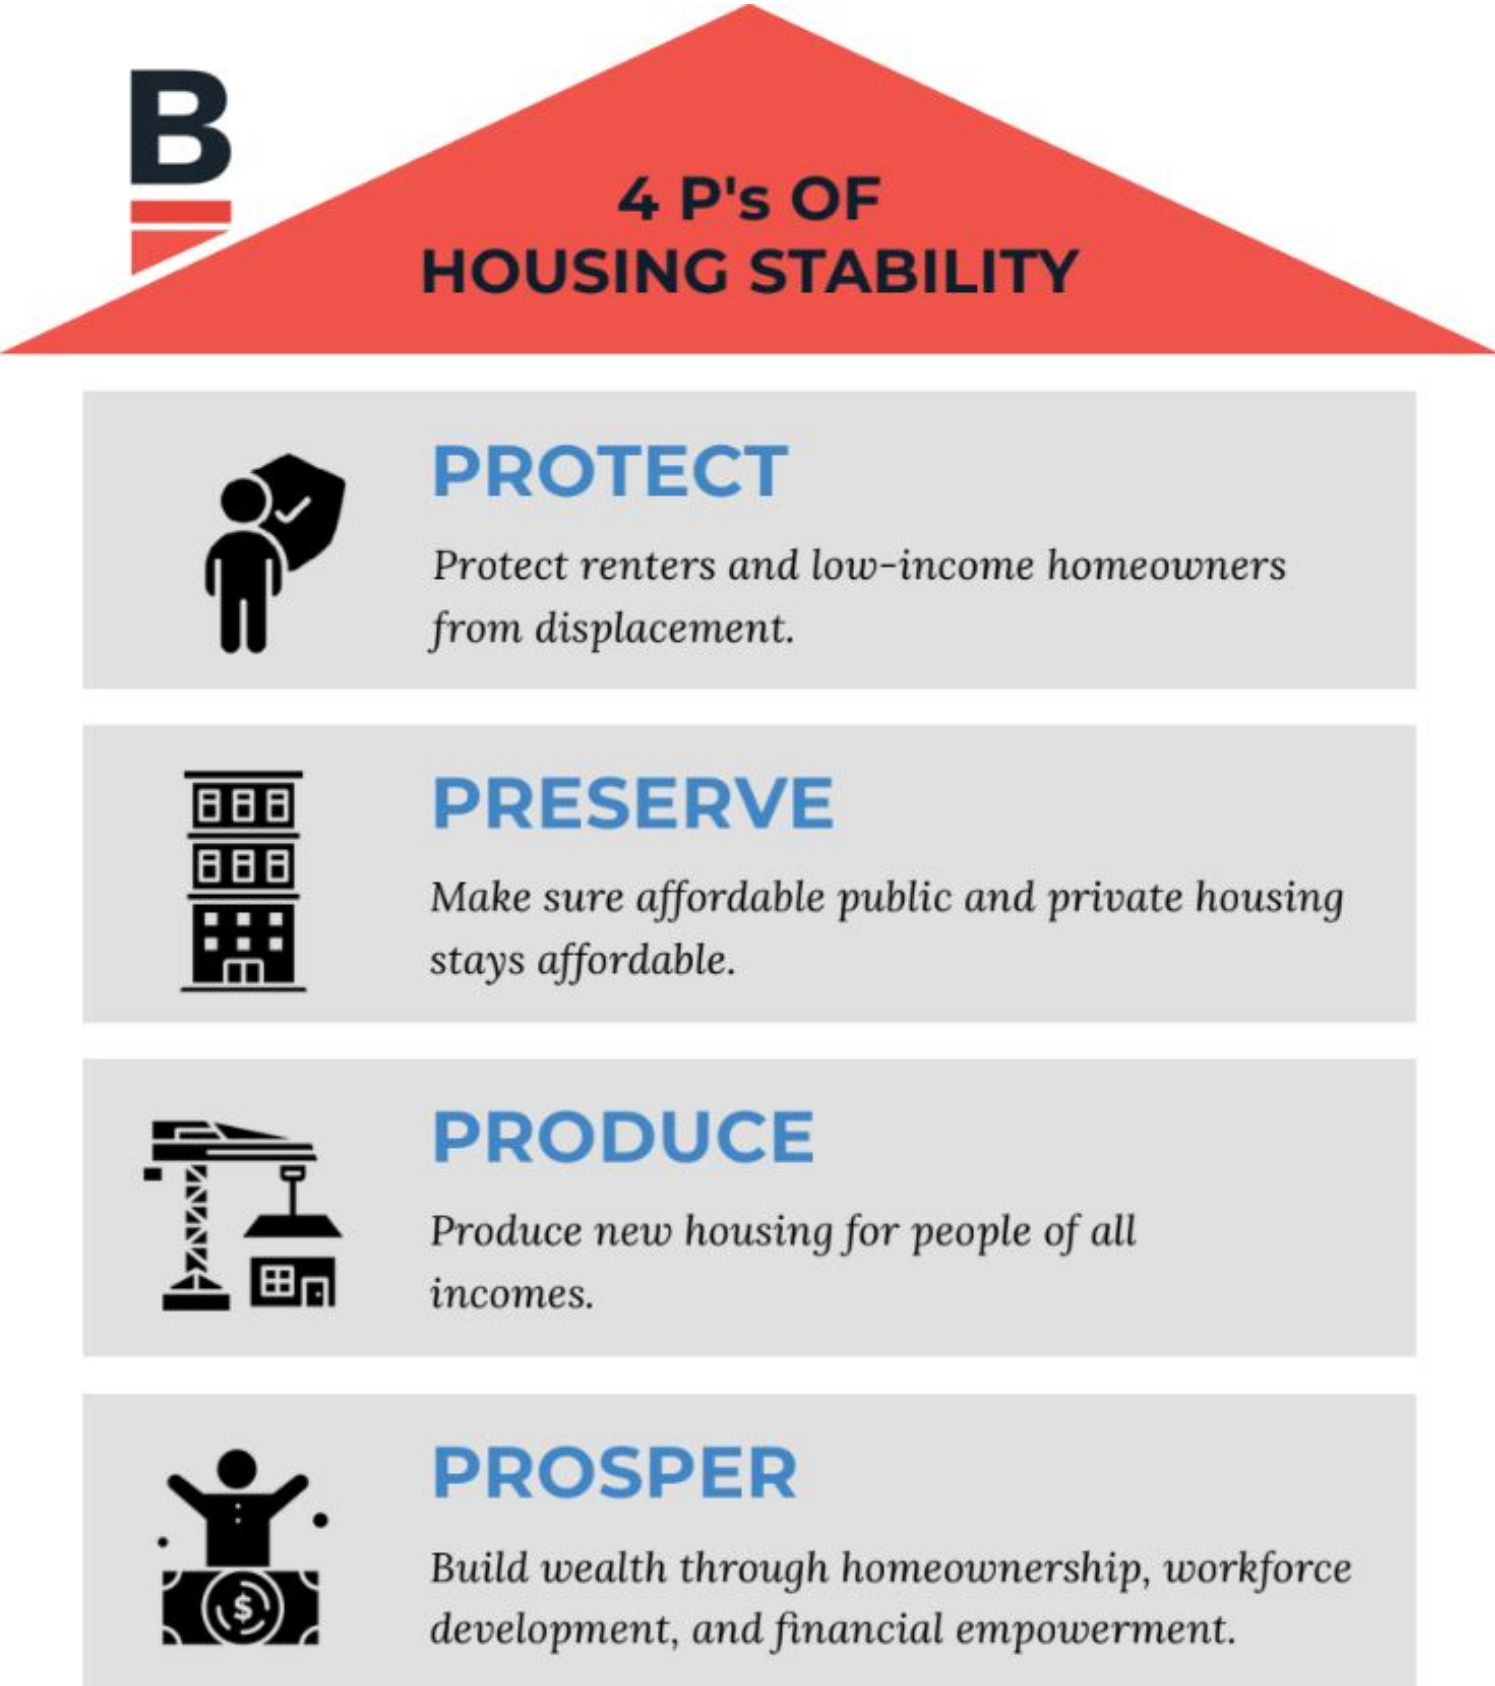 B
4 P's OF
HOUSING STABILITY
PROTECT
Protect renters and low-income homeowners
from displacement.
PRESERVE
Make sure affordable public and private housing
stays affordable.
PRODUCE
Produce new housing for people of all
incomes.
PROSPER
Build wealth through homeownership, workforce
development, and financial empowerment.
$